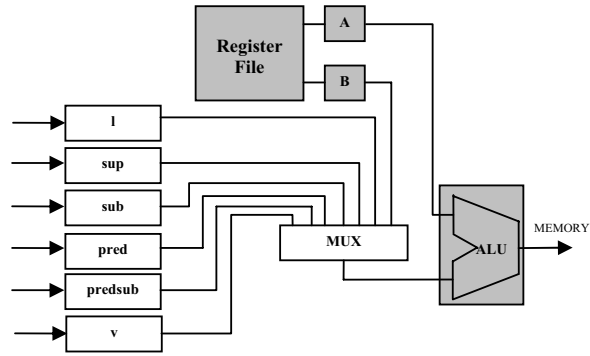 A
Register
File
B
l
sup
sub
pred
predsub
v
MUX
ALU
MEMORY